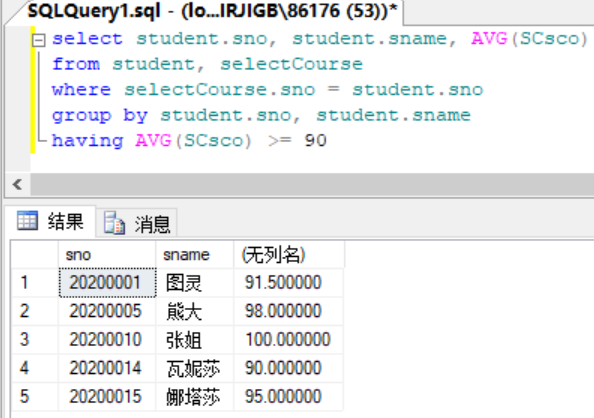 SQLQuery1.sql - (lo...IRJIGB\86176 (53))*
select student.sno, student.sname, AVG(SCsco)
from student, selectCourse
where selectCourse.sno = student.sno
group by student.sno, student.sname
having AVG(SCsco) >= 90
结果 消息
sno sname (无列名)
1 20200001 图灵 91.500000
2 20200005 熊大 98.000000
3 20200010 张姐 100.000000
4 20200014 瓦妮莎 90.000000
5 20200015 娜塔莎 95.000000